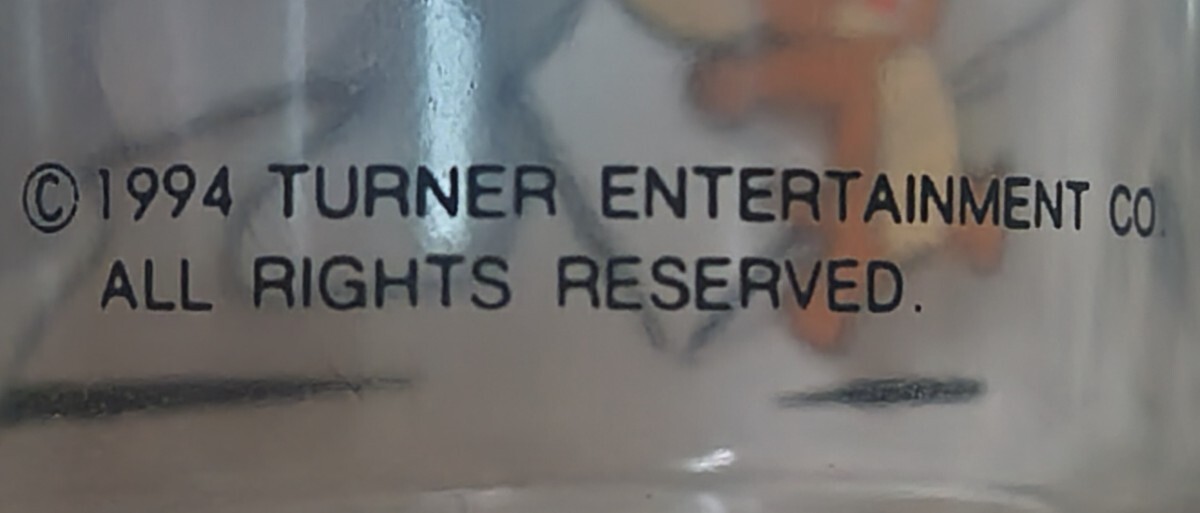 ©1994 TURNER ENTERTAINMENT CO.
ALL RIGHTS RESERVED.